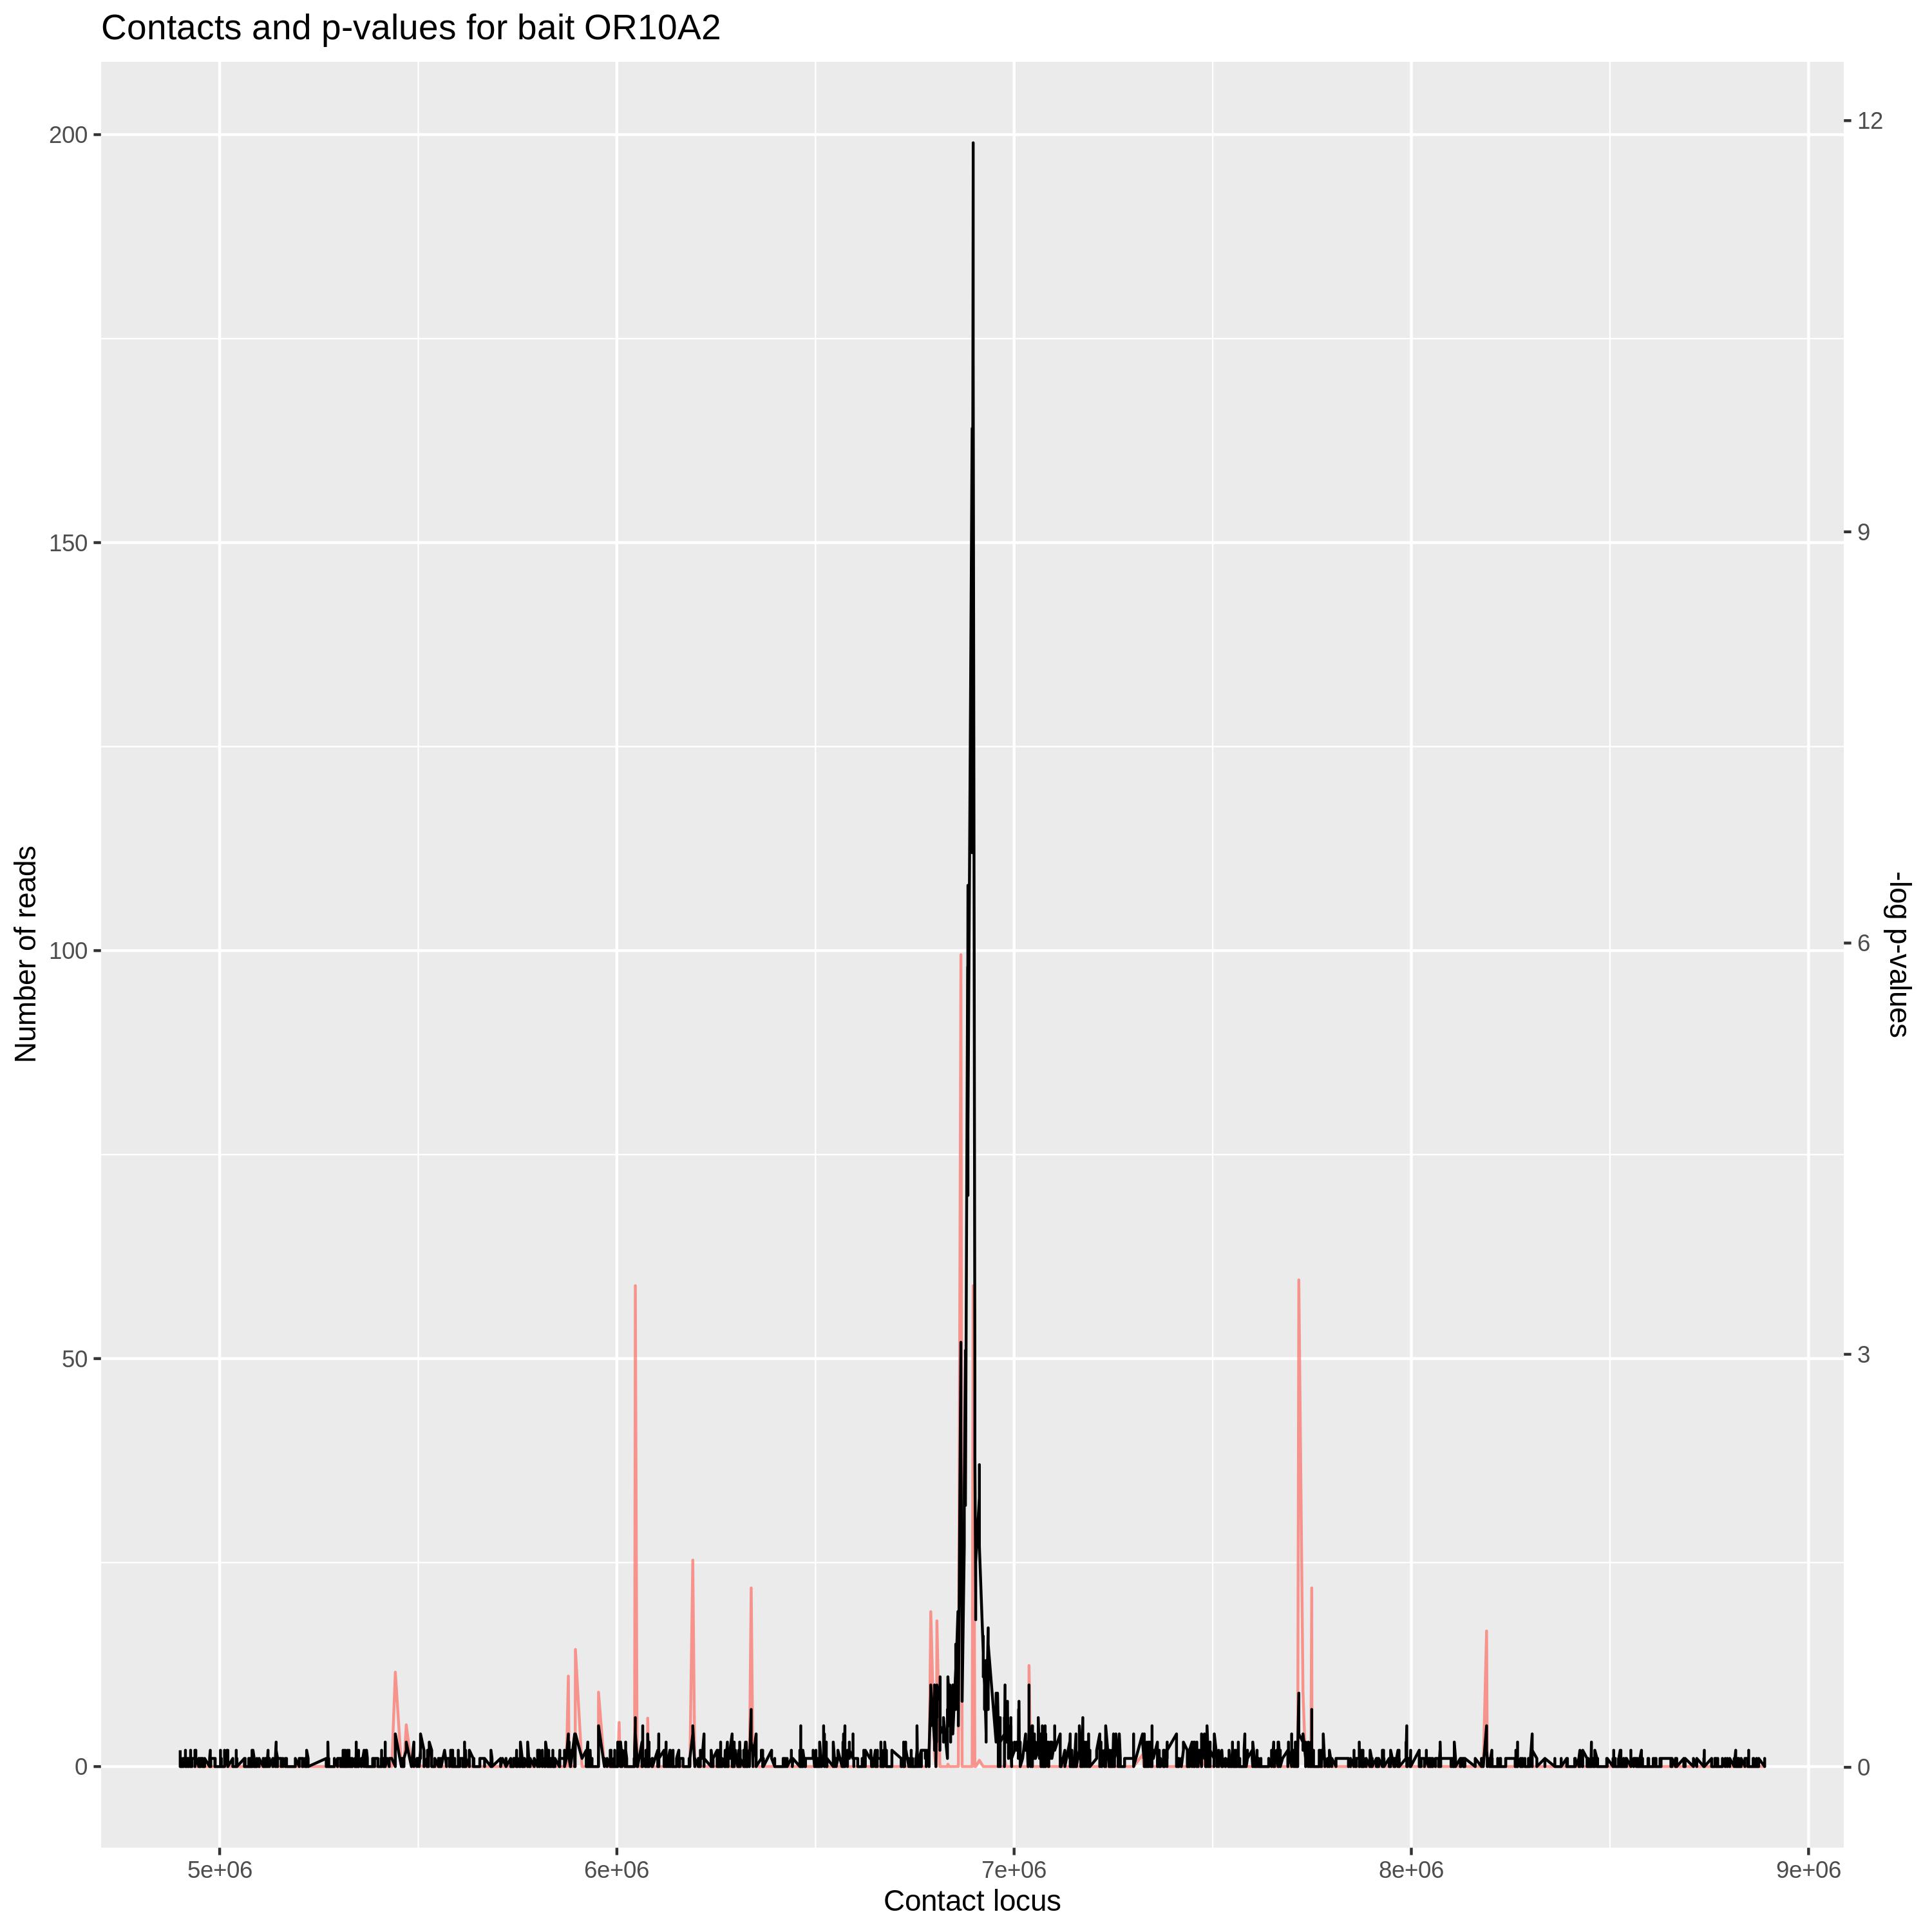 Contacts and p-values for bait OR10A2
200
150
100
50
0
Number of reads
12
9
6
3
0
-log p-values
5e+06
6e+06
7e+06
8e+06
9e+06
Contact locus